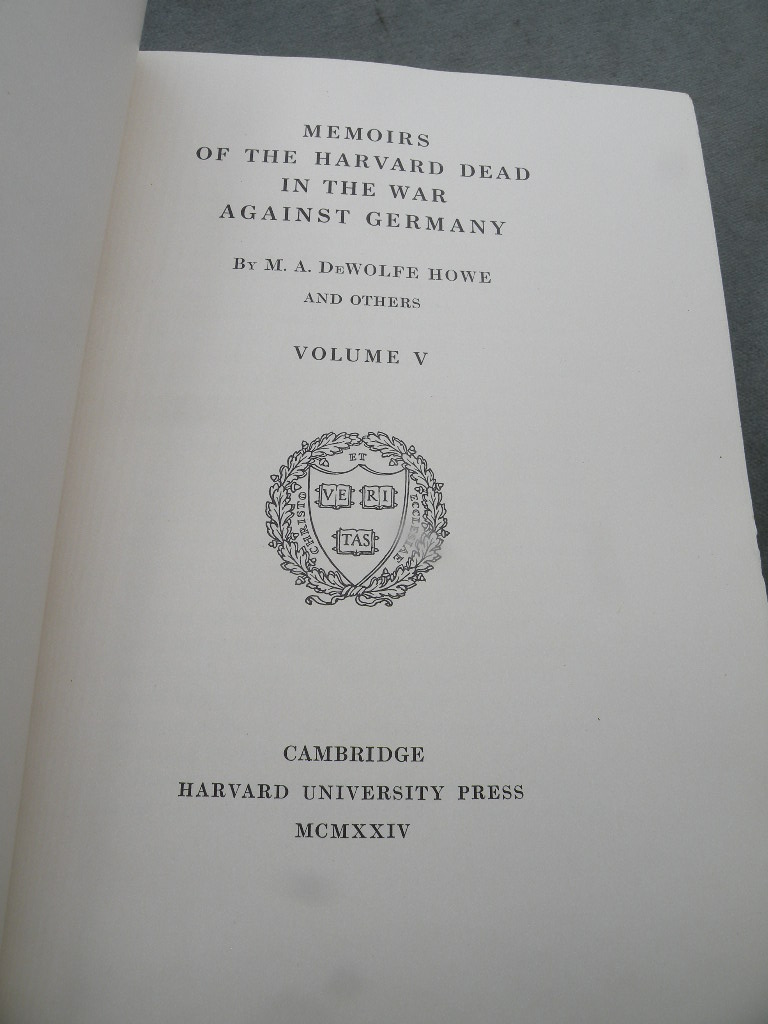 MEMOIRS
OF THE HARVARD DEAD
IN THE WAR
AGAINST GERMANY
BY M. A. DEWOLFE HOWE
AND OTHERS
VOLUME V
ET
CHRISTO
VE RI
TAS
ECCLESIAE
CAMBRIDGE
HARVARD UNIVERSITY PRESS
MCMXXIV